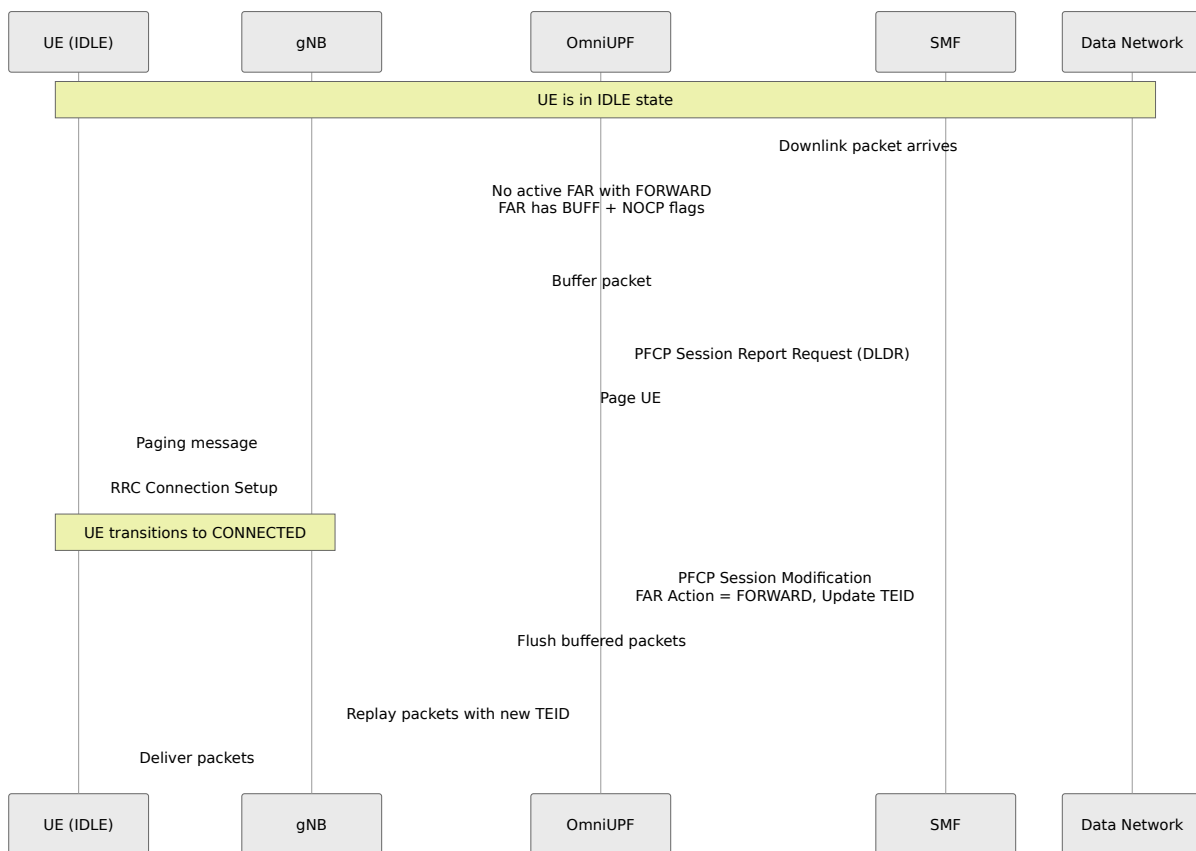 UE (IDLE)
gNB
OmniUPF
SMF
Data Network
UE is in IDLE state
Downlink packet arrives
No active FAR with FORWARD
FAR has BUFF + NOCP flags
Buffer packet
PFCP Session Report Request (DLDR)
Page UE
Paging message
RRC Connection Setup
UE transitions to CONNECTED
PFCP Session Modification
FAR Action = FORWARD, Update TEID
Flush buffered packets
Replay packets with new TEID
Deliver packets
UE (IDLE)
gNB
OmniUPF
SMF
Data Network